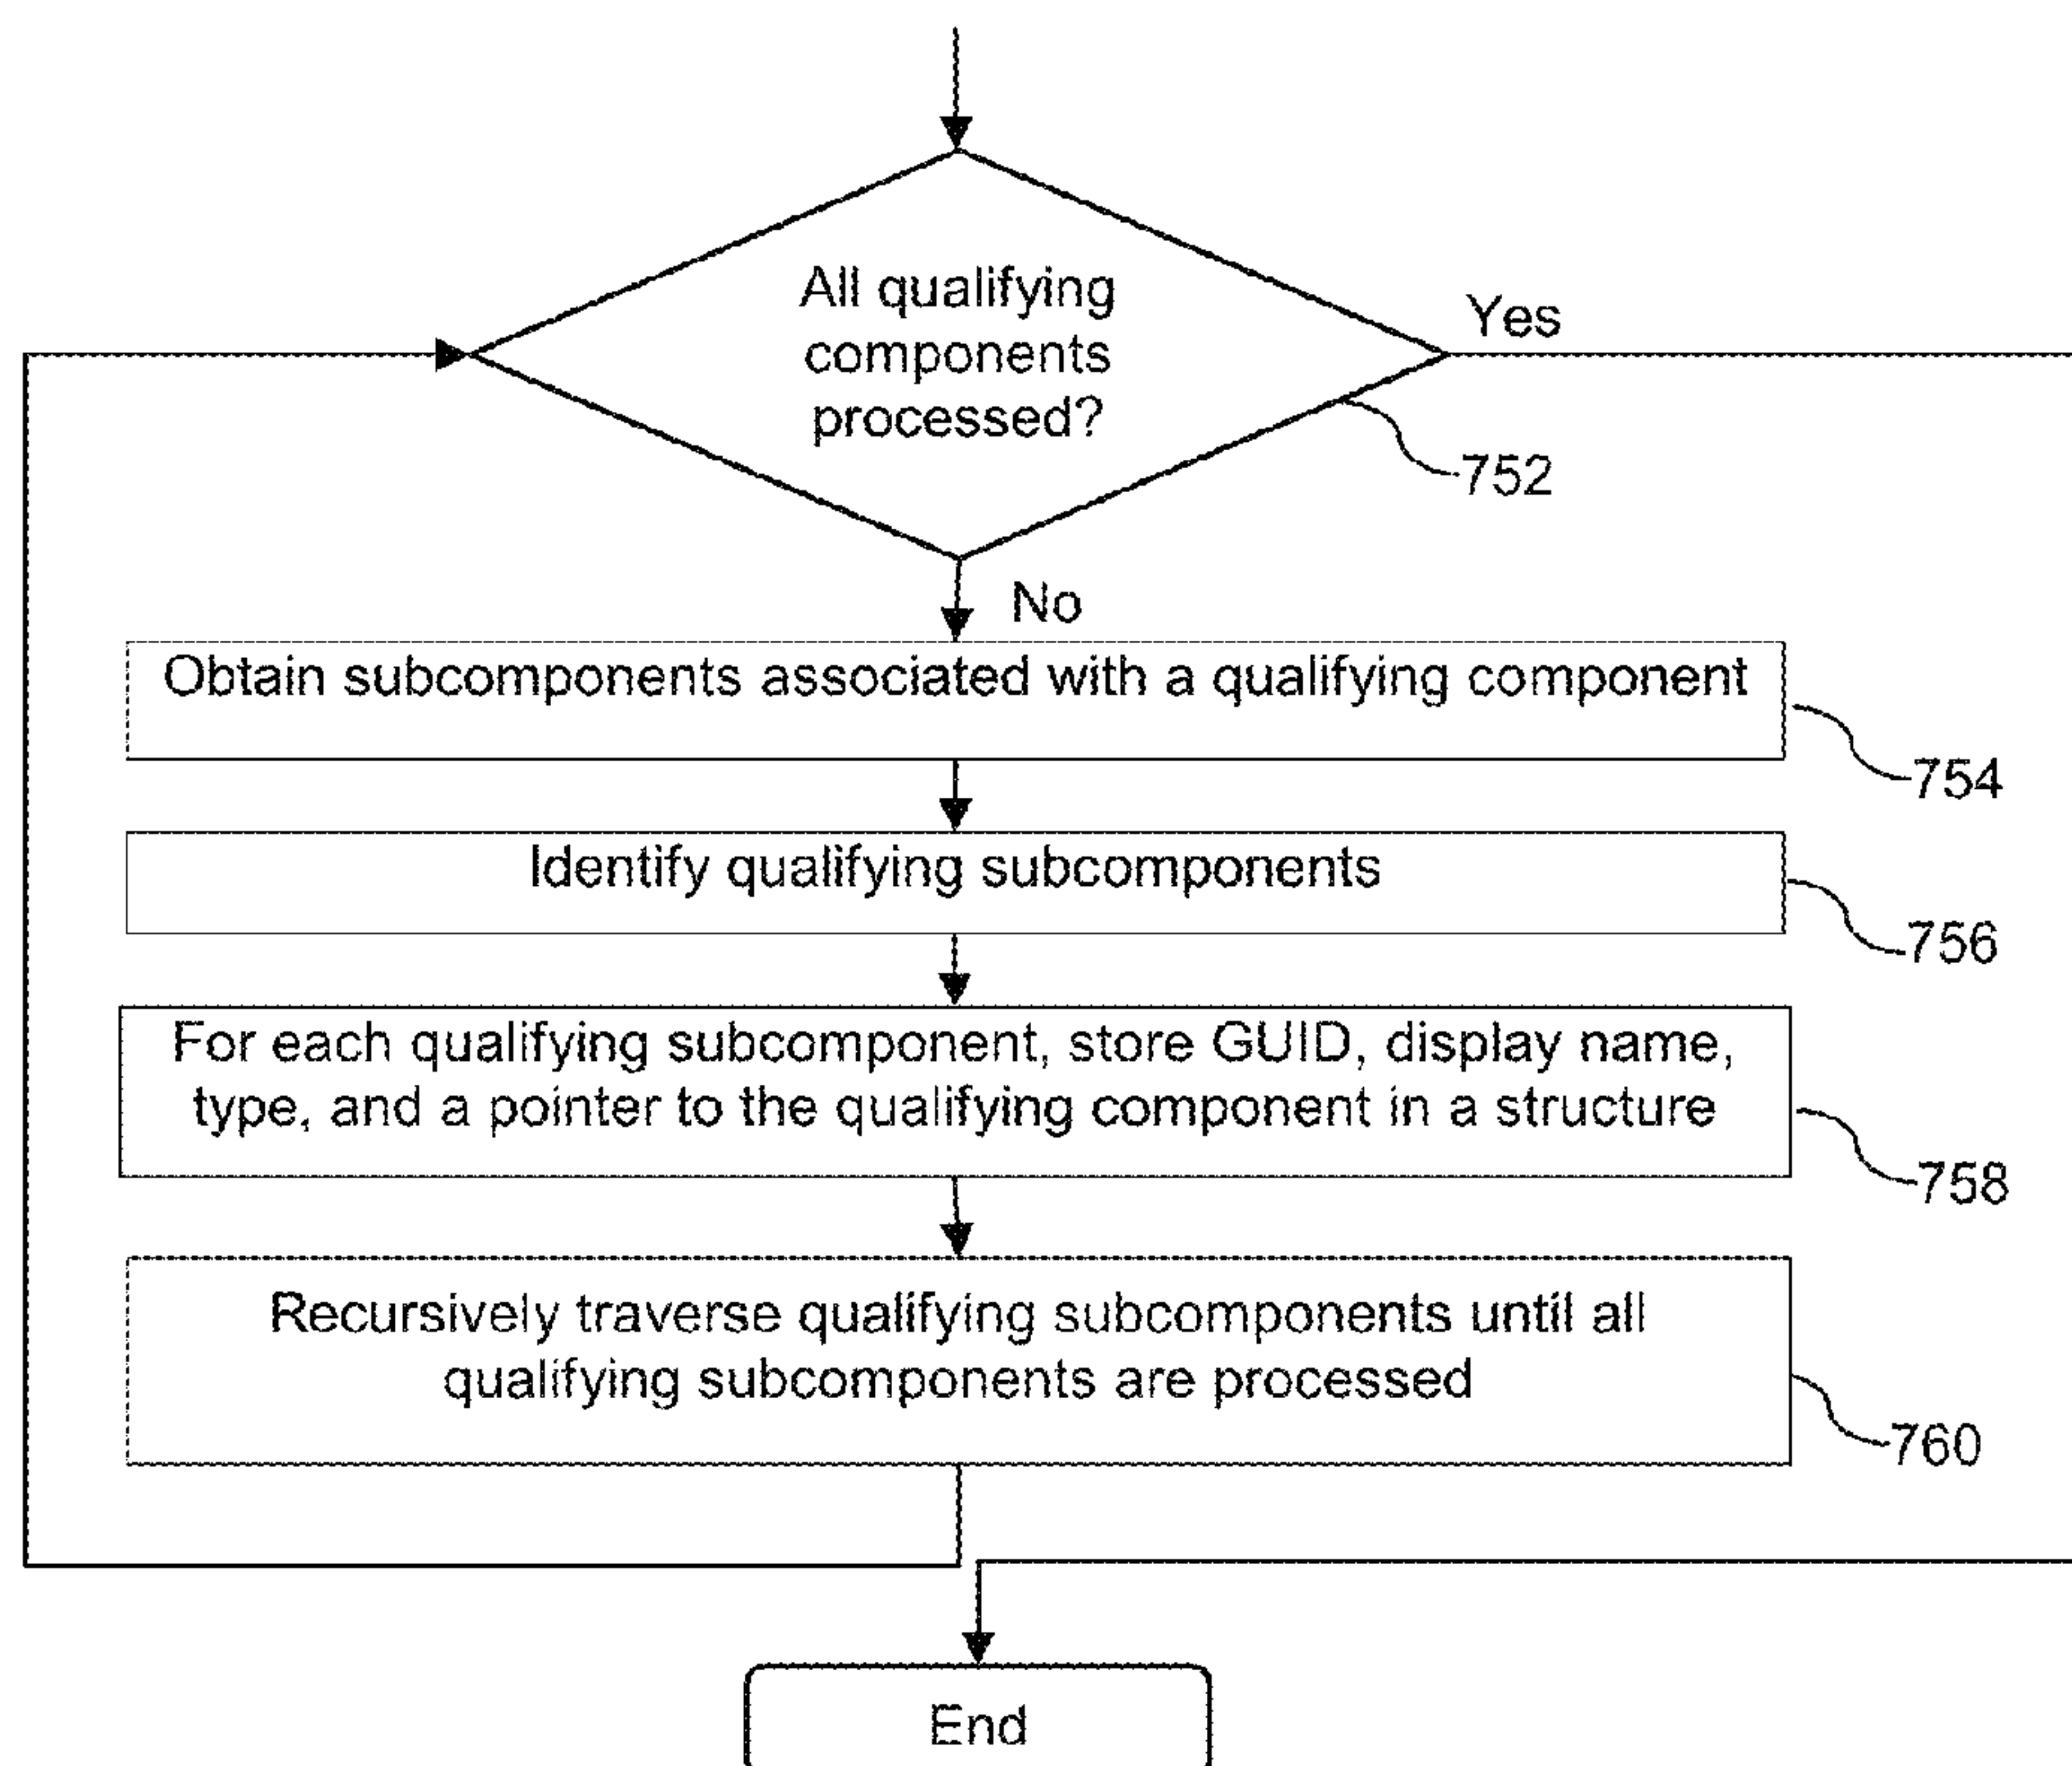 All qualifying
components
processed?
Yes
752
No
Obtain subcomponents associated with a qualifying component
754
Identify qualifying subcomponents
756
For each qualifying subcomponent, store GUID, display name,
type, and a pointer to the qualifying component in a structure
758
Recursively traverse qualifying subcomponents until all
qualifying subcomponents are processed
760
End